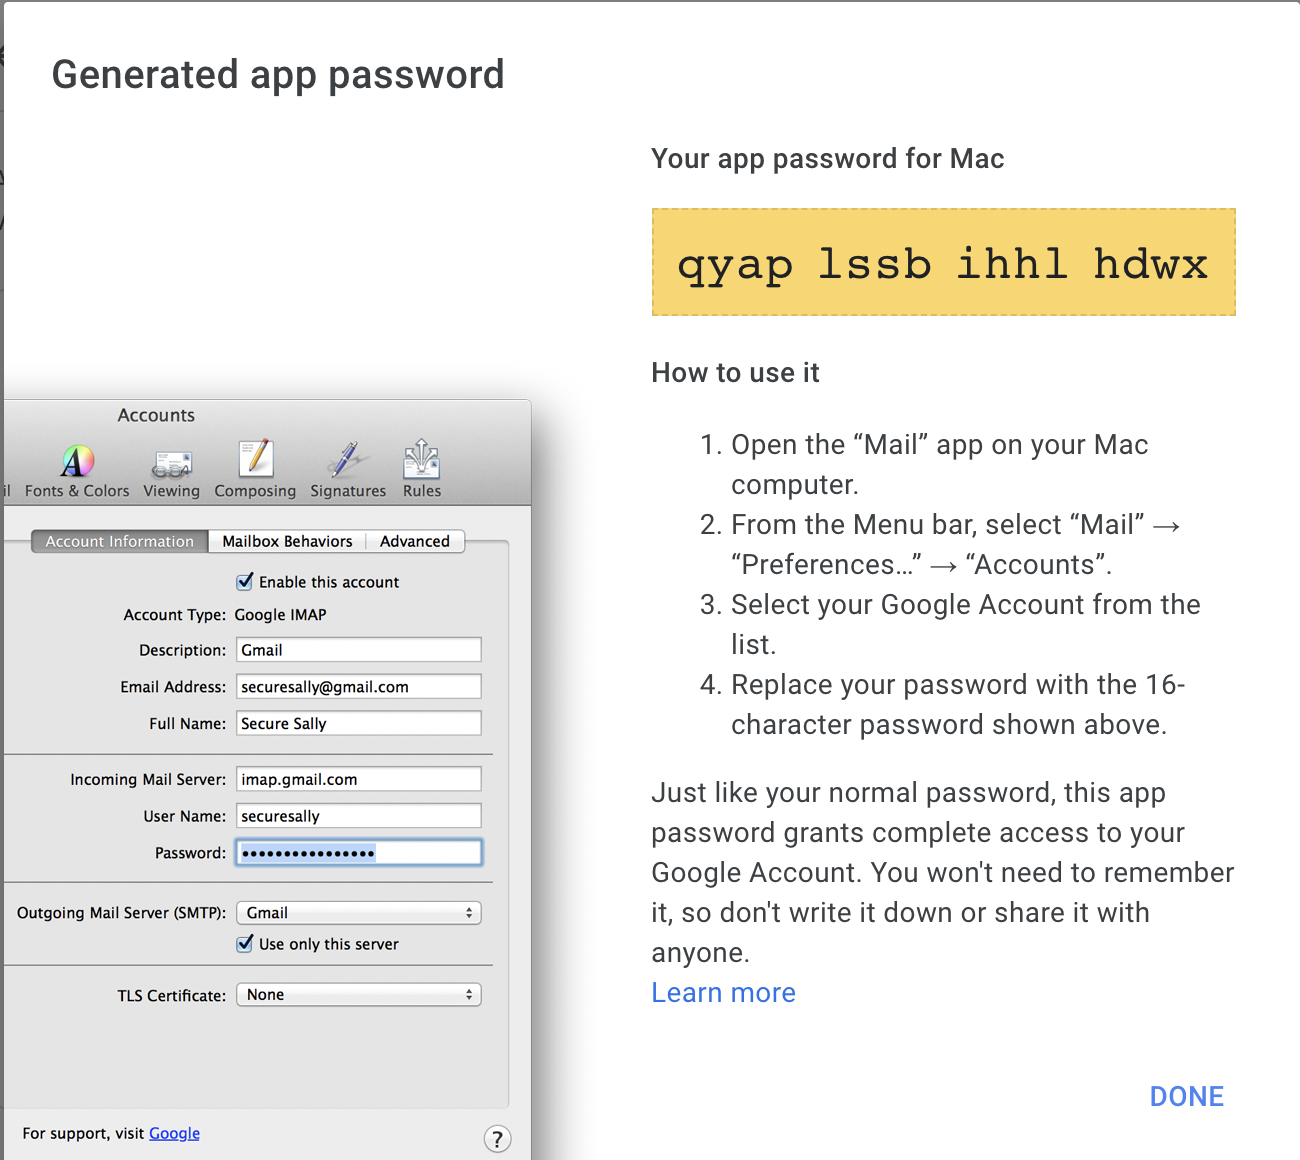 Generated app password
Your app password for Mac
qyap lssb ihhl hdwx
How to use it
1. Open the “Mail” app on your Mac
computer.
2. From the Menu bar, select “Mail” →
“Preferences…” → “Accounts”.
3. Select your Google Account from the
list.
4. Replace your password with the 16-
character password shown above.
Just like your normal password, this app
password grants complete access to your
Google Account. You won't need to remember
it, so don't write it down or share it with
anyone.
Learn more
DONE
Accounts
Fonts & Colors Viewing Composing Signatures Rules
Account Information Mailbox Behaviors Advanced
Enable this account
Account Type: Google IMAP
Description: Gmail
Email Address: securesally@gmail.com
Full Name: Secure Sally
Incoming Mail Server: imap.gmail.com
User Name: securesally
Password: ••••••••••••••••
Outgoing Mail Server (SMTP): Gmail
Use only this server
TLS Certificate: None
For support, visit Google
?